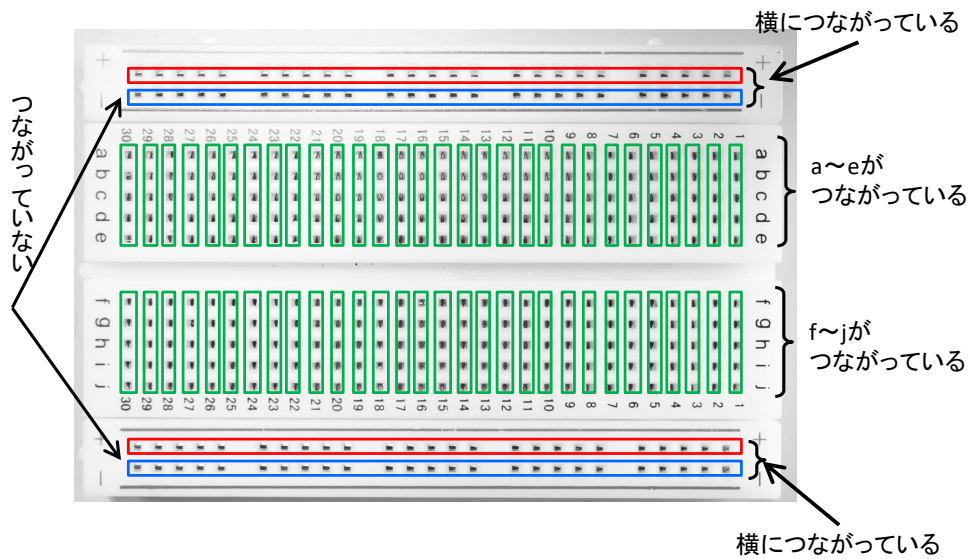 横につながっている
+ +
- -
つながっていない
30 29 28 27 26 25 24 23 22 21 20 19 18 17 16 15 14 13 12 11 10 9 8 7 6 5 4 3 2 1
a a
b b
c c
d d
e e
a～eが
つながっている
f f
g g
h h
i i
j j
f～jが
つながっている
30 29 28 27 26 25 24 23 22 21 20 19 18 17 16 15 14 13 12 11 10 9 8 7 6 5 4 3 2 1
+ +
- -
横につながっている